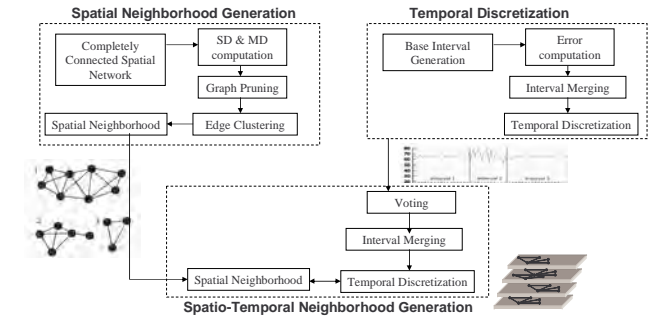 Spatial Neighborhood Generation
Temporal Discretization
Completely
Connected Spatial
Network
SD & MD
computation
Graph Pruning
Edge Clustering
Spatial Neighborhood
Base Interval
Generation
Error
computation
Interval Merging
Temporal Discretization
Voting
Interval Merging
Temporal Discretization
Spatial Neighborhood
Spatio-Temporal Neighborhood Generation